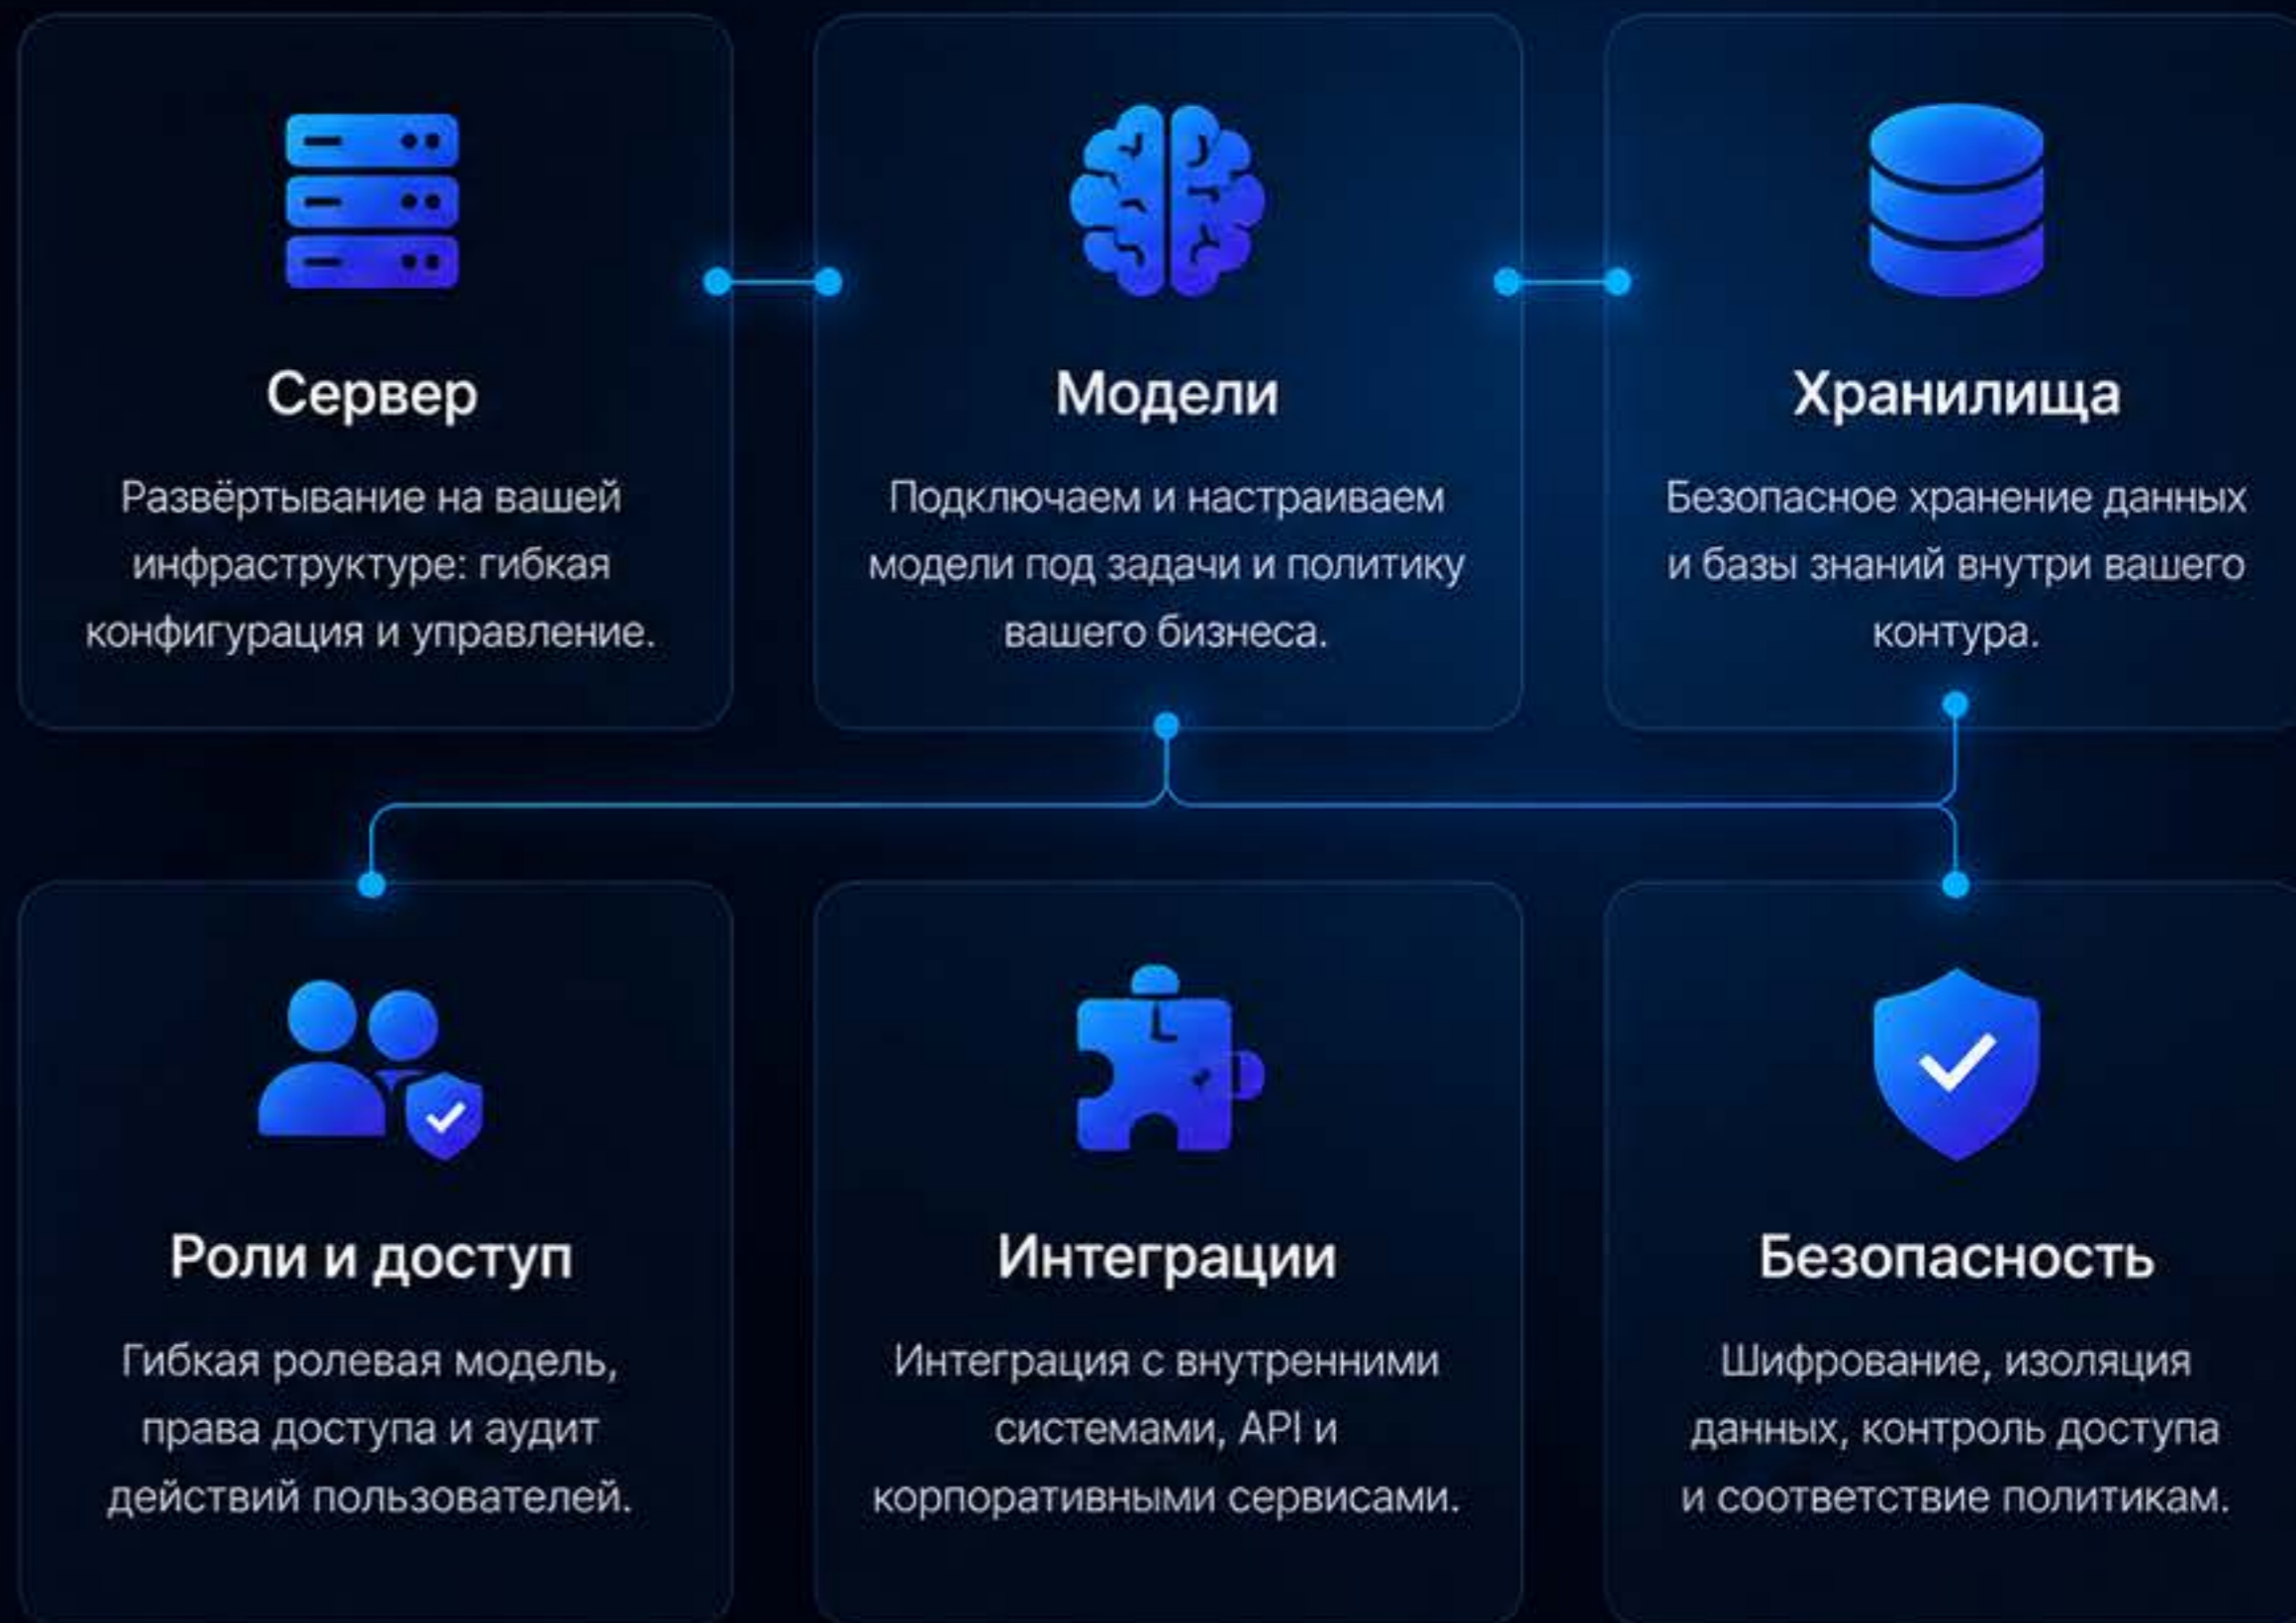 Сервер
Развёртывание на вашей
инфраструктуре: гибкая
конфигурация и управление.
Модели
Подключаем и настраиваем
модели под задачи и политику
вашего бизнеса.
Хранилища
Безопасное хранение данных
и базы знаний внутри вашего
контура.
Роли и доступ
Гибкая ролевая модель,
права доступа и аудит
действий пользователей.
Интеграции
Интеграция с внутренними
системами, API и
корпоративными сервисами.
Безопасность
Шифрование, изоляция
данных, контроль доступа
и соответствие политикам.